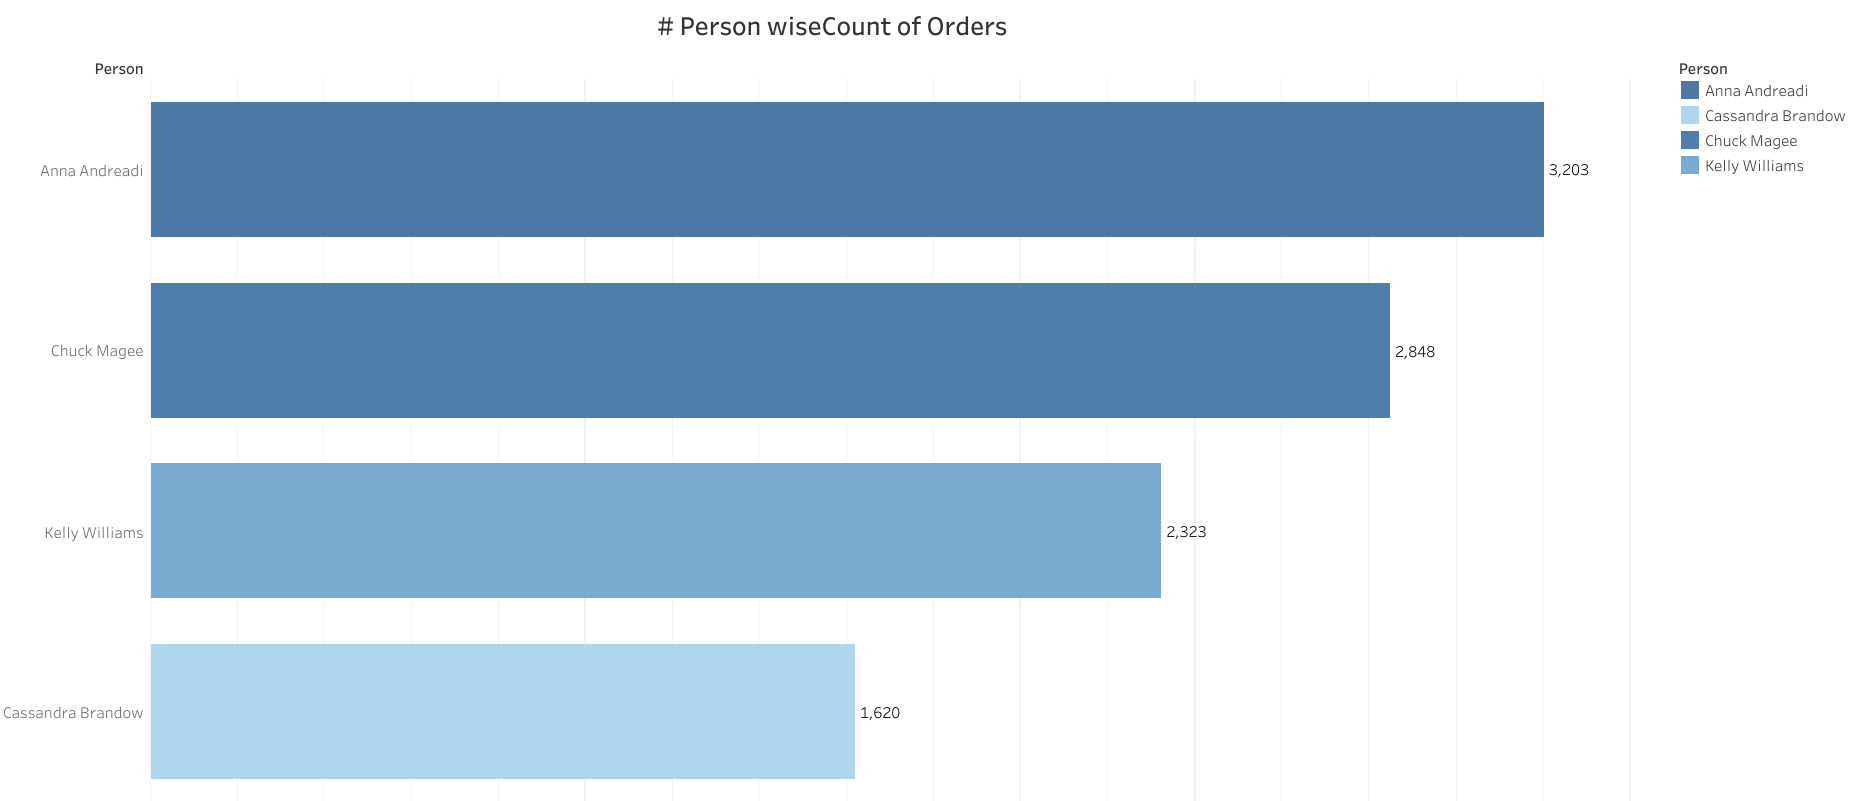 # Person wiseCount of Orders
Person
Anna Andreadi
3,203
Chuck Magee
2,848
Kelly Williams
2,323
Cassandra Brandow
1,620
Person
Anna Andreadi
Cassandra Brandow
Chuck Magee
Kelly Williams